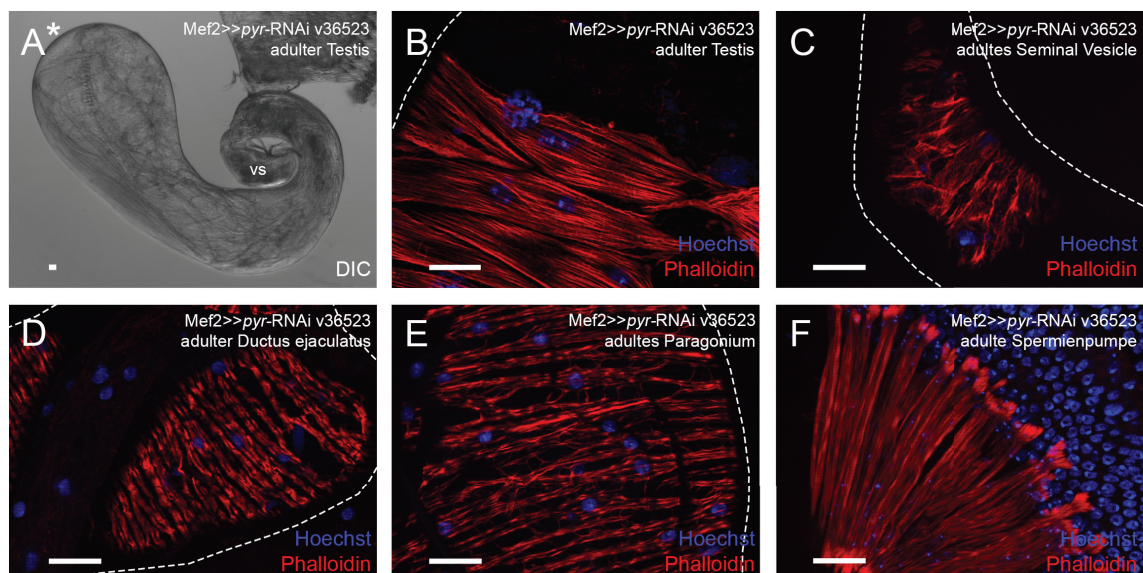 A
*
Mef2>>pyr-RNAi v36523
adulter Testis
vs
DIC
B
Mef2>>pyr-RNAi v36523
adulter Testis
Hoechst
Phalloidin
C
Mef2>>pyr-RNAi v36523
adultes Seminal Vesicle
Hoechst
Phalloidin
D
Mef2>>pyr-RNAi v36523
adulter Ductus ejaculatus
Hoechst
Phalloidin
E
Mef2>>pyr-RNAi v36523
adultes Paragonium
Hoechst
Phalloidin
F
Mef2>>pyr-RNAi v36523
adulte Spermienpumpe
Hoechst
Phalloidin